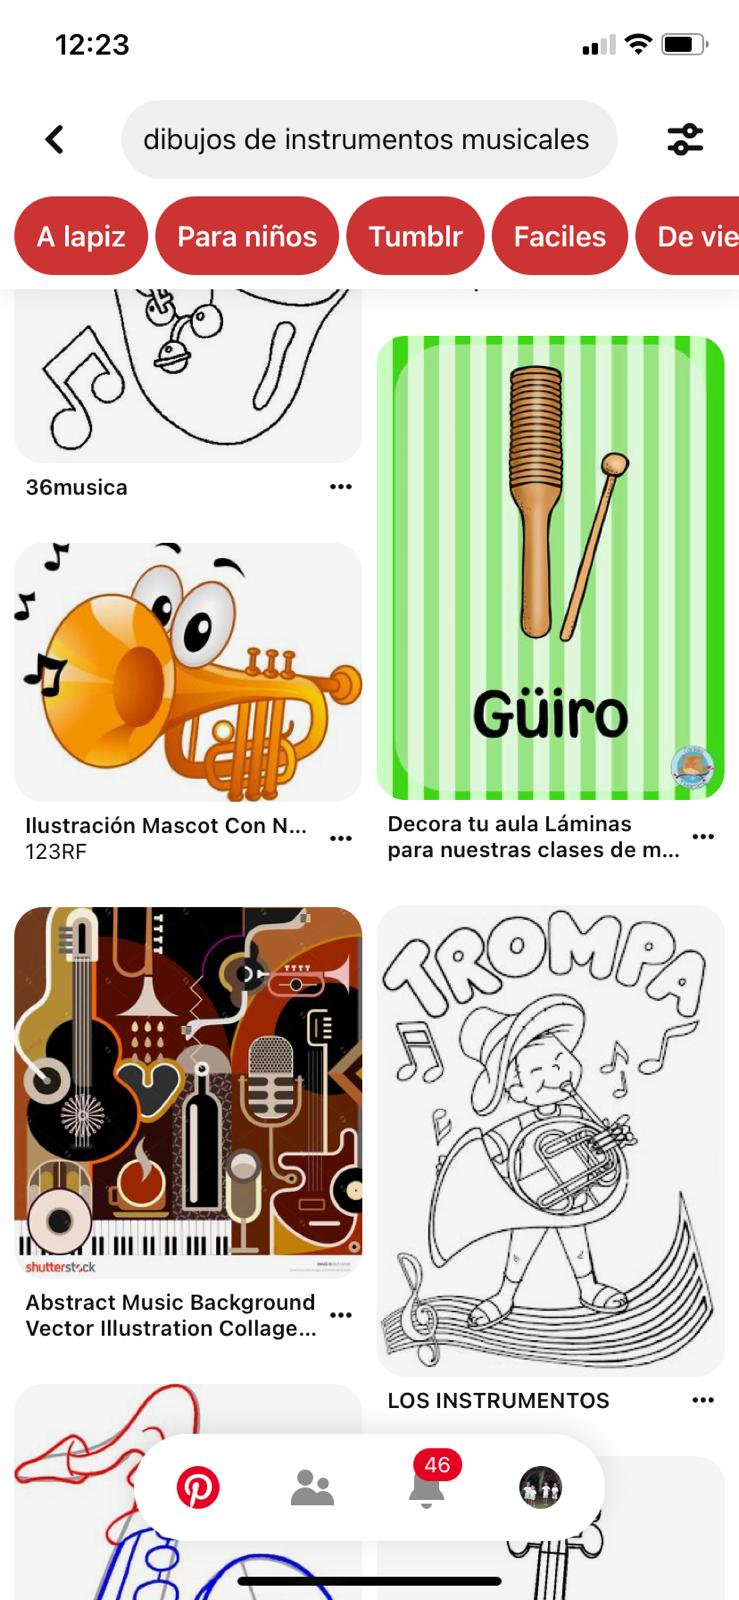 12:23
dibujos de instrumentos musicales
A lapiz
Para niños
Tumblr
Faciles
De vie
36musica
Güiro
Ilustración Mascot Con N...
123RF
Decora tu aula Láminas
para nuestras clases de m...
shutterstock
Abstract Music Background
Vector Illustration Collage...
TROMPA
LOS INSTRUMENTOS
46